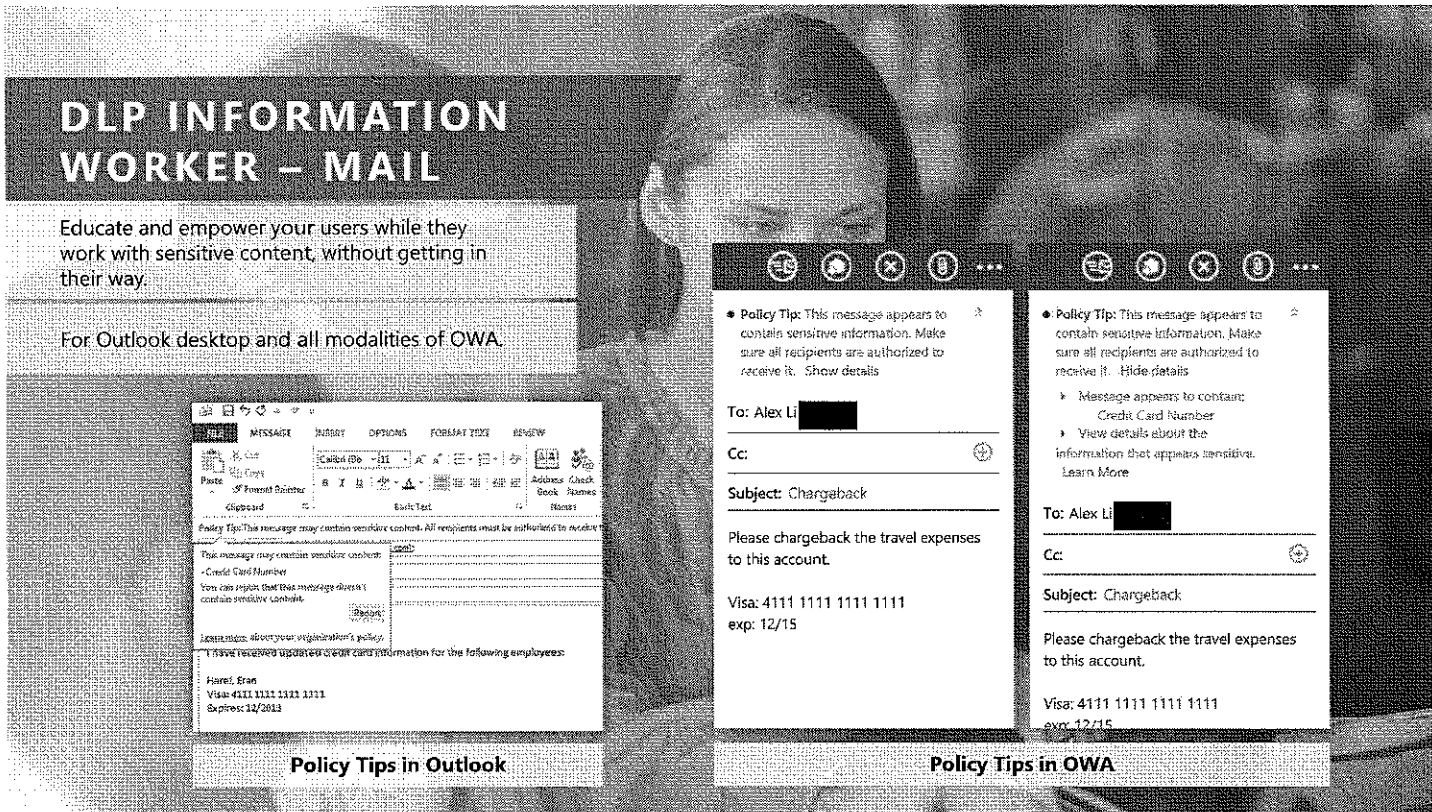 DLP INFORMATION
WORKER – MAIL
Educate and empower your users while they
work with sensitive content, without getting in
their way.
For Outlook desktop and all modalities of OWA.
FILE MESSAGE INSERT OPTIONS FORMAT TEXT REVIEW
Cut
Copy
Paste
Format Painter
Calibri (Bo 11
Address Book
Check Names
Clipboard Basic Text Names
Policy Tip: This message may contain sensitive content. All recipients must be authorized to receive
This message may contain sensitive content:
Credit Card Number
You can report that this message doesn't
contain sensitive content.
Report
Learn more about your organization's policy.
I have received updated credit card information for the following employees:
Harel, Eran
Visa: 4111 1111 1111 1111
Expires: 12/2013
Policy Tips in Outlook
Policy Tip: This message appears to
contain sensitive information. Make
sure all recipients are authorized to
receive it. Show details
To: Alex Li
Cc:
Subject: Chargeback
Please chargeback the travel expenses
to this account.
Visa: 4111 1111 1111 1111
exp: 12/15
Policy Tip: This message appears to
contain sensitive information. Make
sure all recipients are authorized to
receive it. Hide details
Message appears to contain:
Credit Card Number
View details about the
information that appears sensitive.
Learn More
To: Alex Li
Cc:
Subject: Chargeback
Please chargeback the travel expenses
to this account.
Visa: 4111 1111 1111 1111
exp: 12/15
Policy Tips in OWA